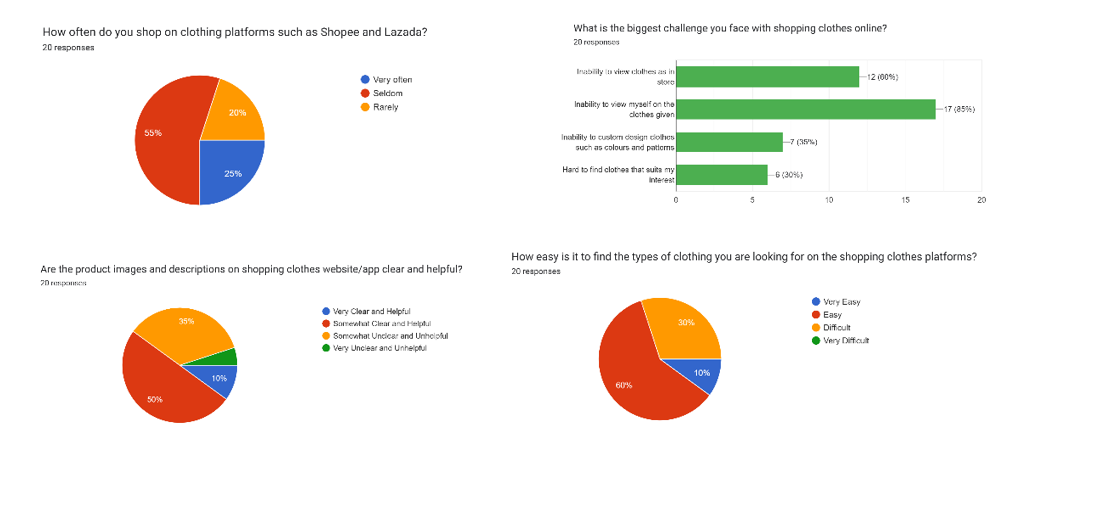 How often do you shop on clothing platforms such as Shopee and Lazada?
20 responses
Very often
Seldom
Rarely
20%
55%
25%
What is the biggest challenge you face with shopping clothes online?
20 responses
Inability to view clothes as in
store
12 (60%)
Inability to view myself on the
clothes given
17 (85%)
Inability to custom design clothes
such as colours and patterns
7 (35%)
Hard to find clothes that suits my
interest
6 (30%)
0 5 10 15 20
Are the product images and descriptions on shopping clothes website/app clear and helpful?
20 responses
Very Clear and Helpful
Somewhat Clear and Helpful
Somewhat Unclear and Unhelpful
Very Unclear and Unhelpful
35%
10%
50%
How easy is it to find the types of clothing you are looking for on the shopping clothes platforms?
20 responses
Very Easy
Easy
Difficult
Very Difficult
30%
10%
60%